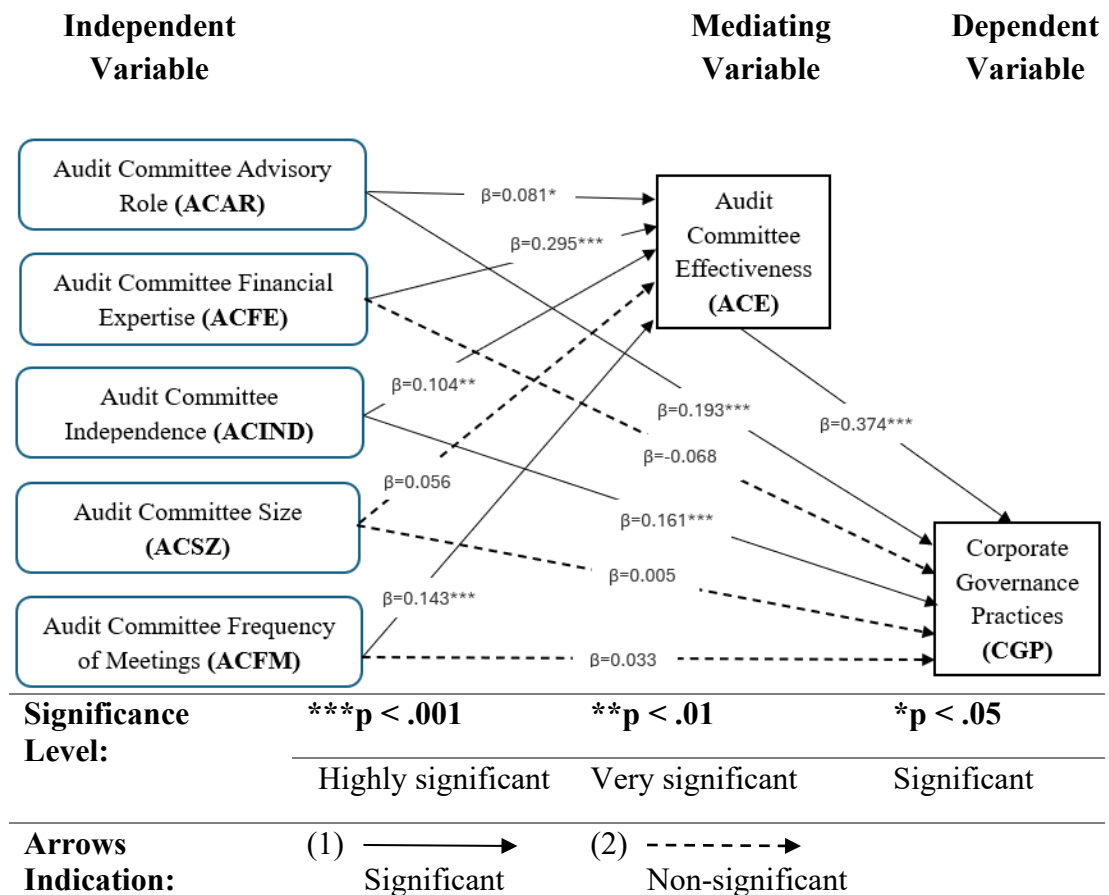 Independent
Variable
Mediating
Variable
Dependent
Variable
Audit Committee Advisory
Role (ACAR)
Audit Committee Financial
Expertise (ACFE)
Audit Committee
Independence (ACIND)
Audit Committee Size
(ACSZ)
Audit Committee Frequency
of Meetings (ACFM)
β=0.081*
β=0.295***
β=0.104**
β=0.056
β=0.143***
Audit
Committee
Effectiveness
(ACE)
β=0.193***
β=-0.068
β=0.161***
β=0.005
β=0.033
β=0.374***
Corporate
Governance
Practices
(CGP)
Significance
Level:
***p < .001
**p < .01
*p < .05
Highly significant
Very significant
Significant
Arrows
Indication:
(1)
Significant
(2)
Non-significant